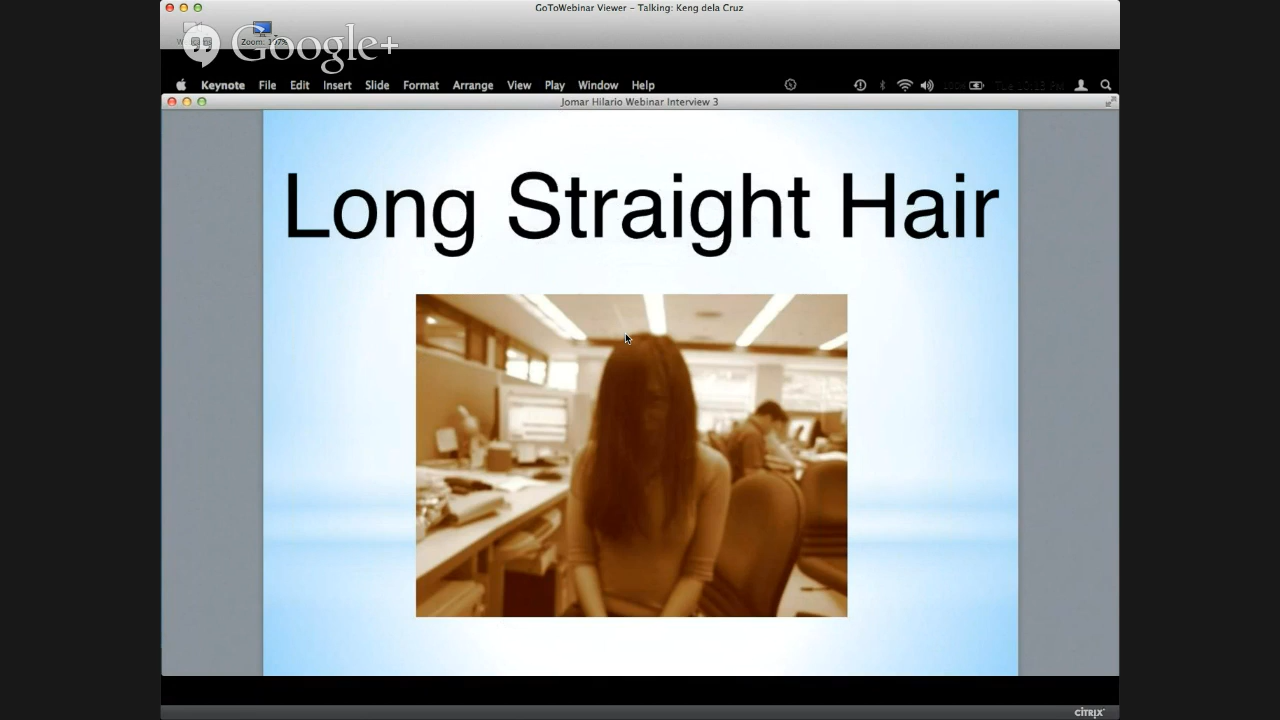 GoToWebinar Viewer – Talking: Keng dela Cruz
Google+
Keynote File Edit Insert Slide Format Arrange View Play Window Help
Jomar Hilario Webinar Interview 3
Long Straight Hair
CITRIX